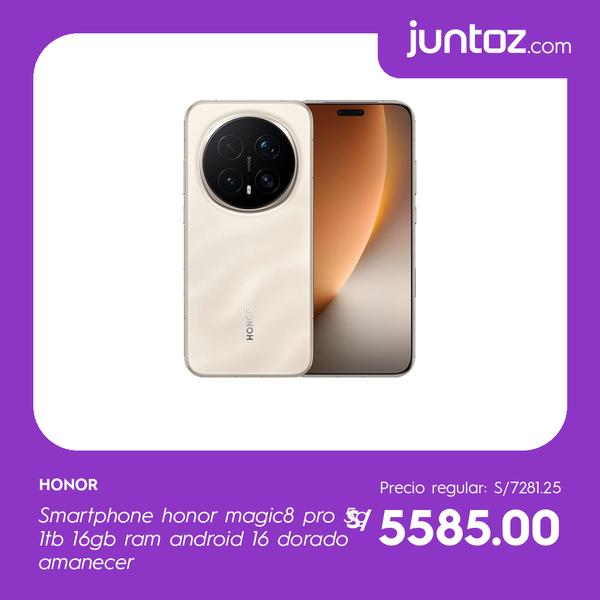 juntoz.com
HONOR
HONOR
Smartphone honor magic8 pro 5g
1tb 16gb ram android 16 dorado
amanecer
Precio regular: S/7281.25
S/ 5585.00